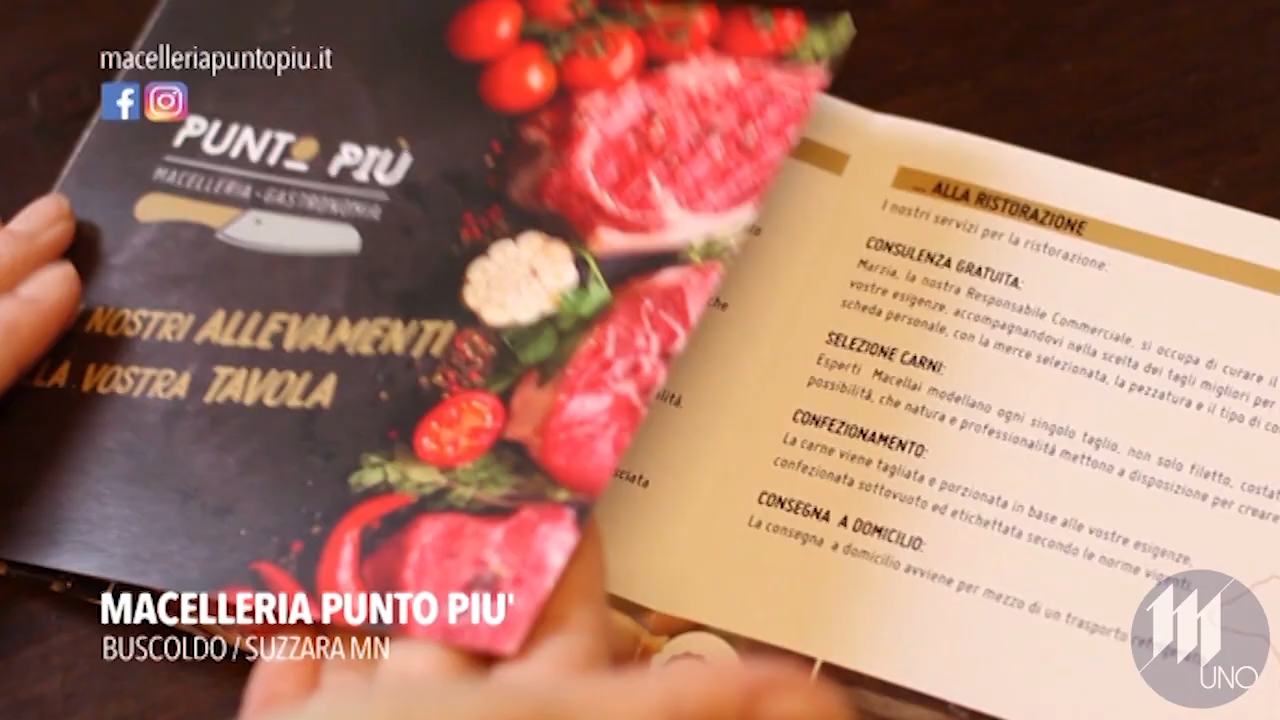 macelleriapuntopiu.it
PUNTO PIÙ
MACELLERIA - GASTRONOMIA
NOSTRI ALLEVAMENTI
LA VOSTRA TAVOLA
... ALLA RISTORAZIONE
I nostri servizi per la ristorazione:
CONSULENZA GRATUITA:
Marzia, la nostra Responsabile Commerciale, si occupa di curare il
vostre esigenze, accompagnandovi nella scelta dei tagli migliori per
scheda personale, con la merce selezionata, la pezzatura e il tipo di co
SELEZIONE CARNI:
Esperti Macellai modellano ogni singolo taglio, non solo filetto, costat
possibilità, che natura e professionalità mettono a disposizione per creare
CONFEZIONAMENTO:
La carne viene tagliata e porzionata in base alle vostre esigenze,
confezionata sottovuoto ed etichettata secondo le norme vigenti.
CONSEGNA A DOMICILIO:
La consegna a domicilio avviene per mezzo di un trasporto
MACELLERIA PUNTO PIU'
BUSCOLDO / SUZZARA MN
M UNO